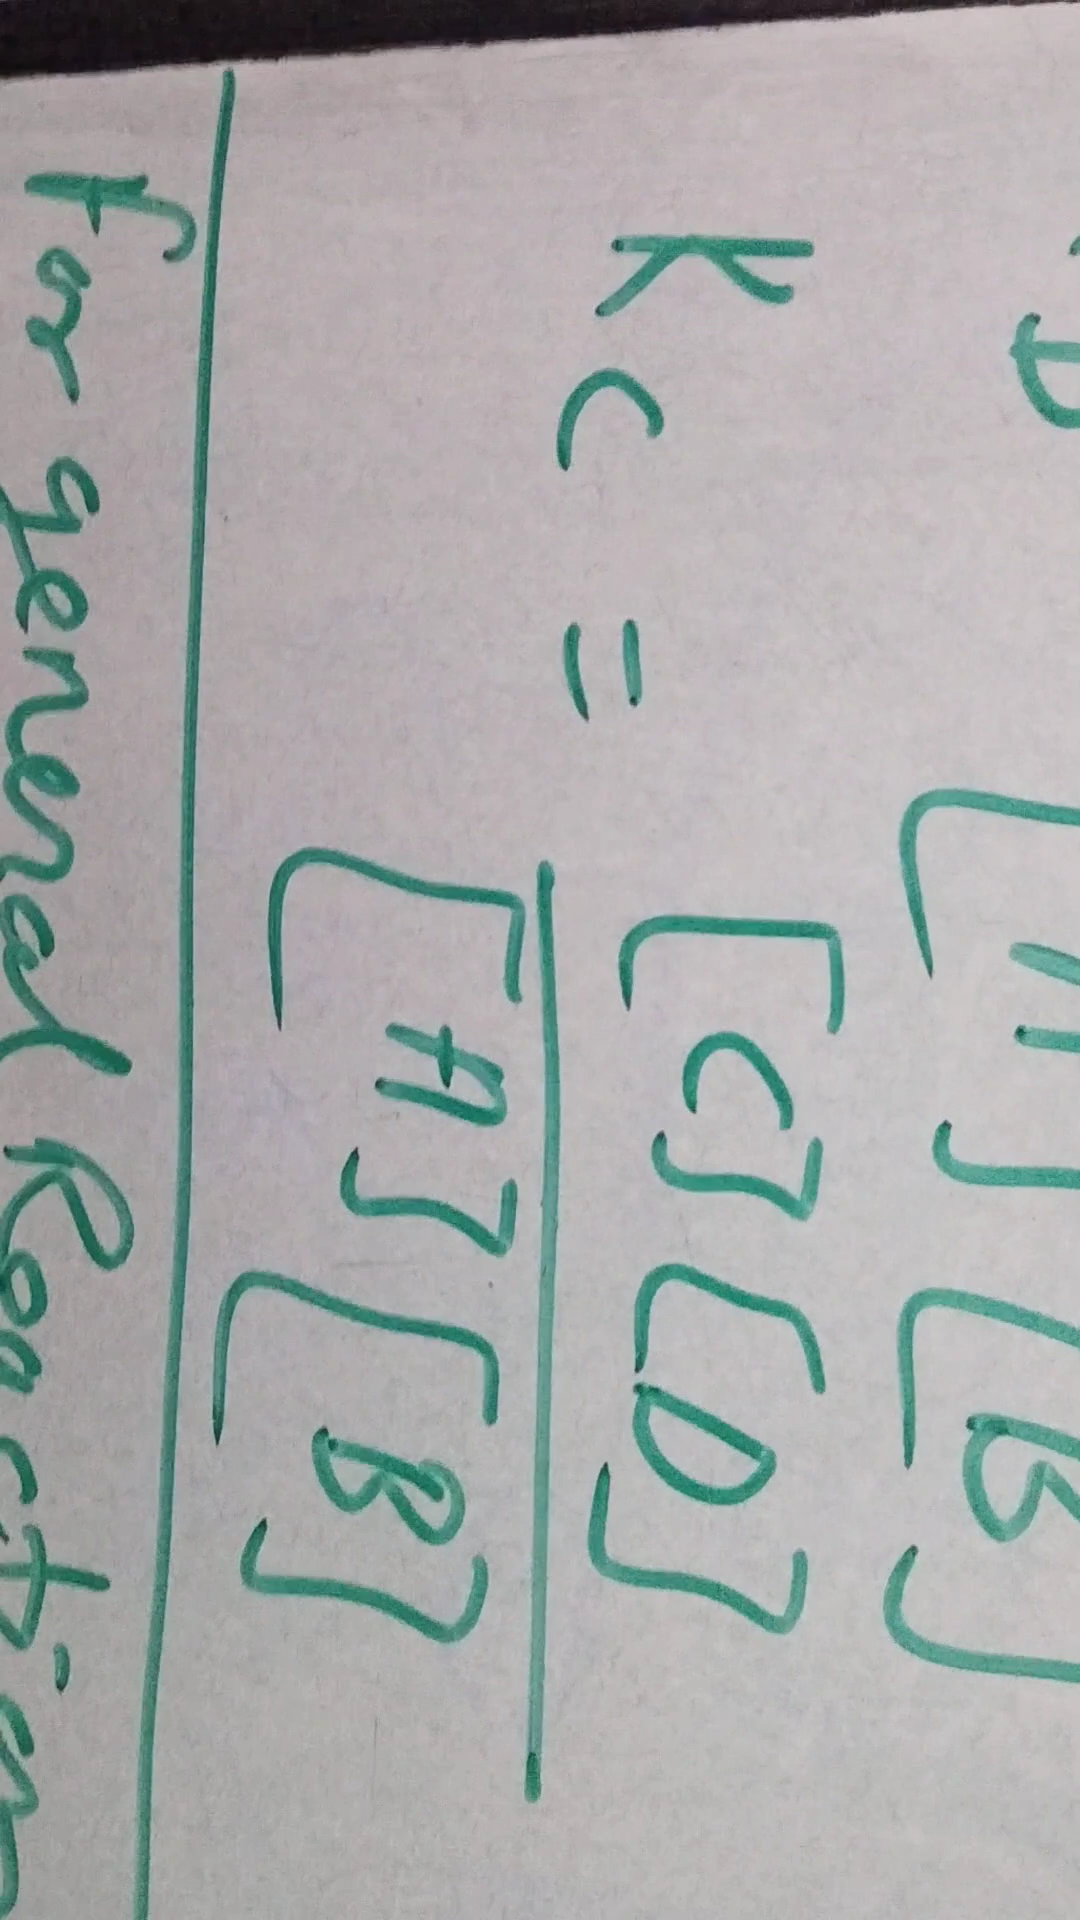 D [A] [B]
Kc = [C] [D]
[A] [B]
For general Reaction